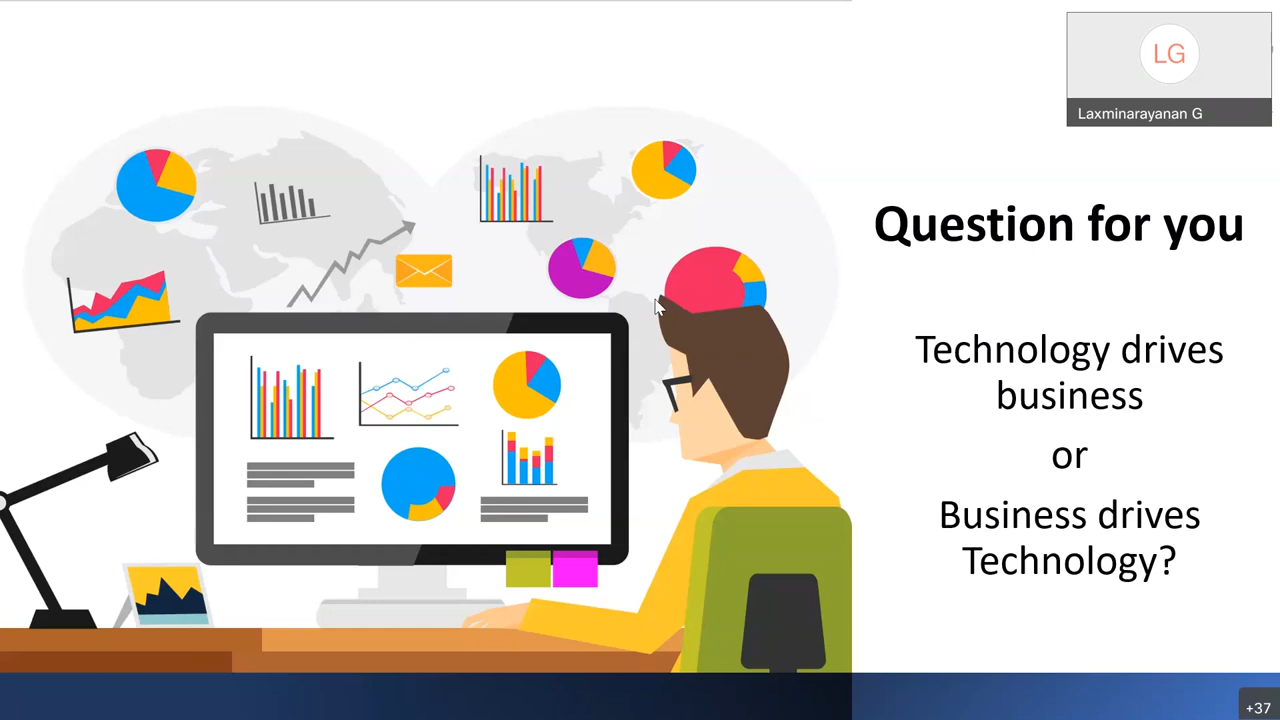 LG
Laxminarayanan G
Question for you
Technology drives
business
or
Business drives
Technology?
+37